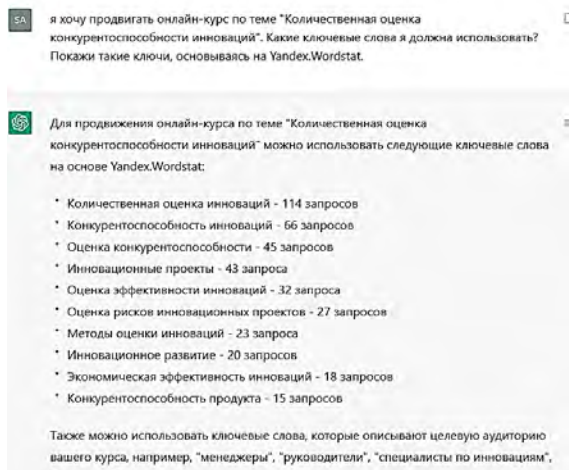 SA
я хочу продвигать онлайн-курс по теме "Количественная оценка
конкурентоспособности инноваций". Какие ключевые слова я должна использовать?
Покажи такие ключи, основываясь на Yandex.Wordstat.
Для продвижения онлайн-курса по теме "Количественная оценка
конкурентоспособности инноваций" можно использовать следующие ключевые слова
на основе Yandex.Wordstat:
• Количественная оценка инноваций - 114 запросов
• Конкурентоспособность инноваций - 66 запросов
• Оценка конкурентоспособности - 45 запросов
• Инновационные проекты - 43 запроса
• Оценка эффективности инноваций - 32 запроса
• Оценка рисков инновационных проектов - 27 запросов
• Методы оценки инноваций - 23 запроса
• Инновационное развитие - 20 запросов
• Экономическая эффективность инноваций - 18 запросов
• Конкурентоспособность продукта - 15 запросов
Также можно использовать ключевые слова, которые описывают целевую аудиторию
вашего курса, например, "менеджеры", "руководители", "специалисты по инновациям",